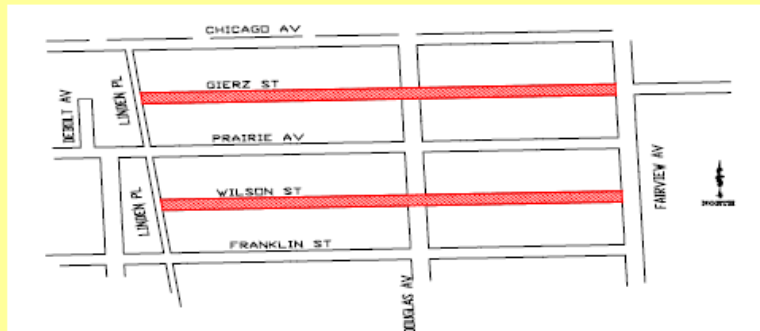 CHICAGO AV
GIERZ ST
LINDEN PL
DEBOLT AV
PRAIRIE AV
FAIRVIEW AV
WILSON ST
LINDEN PL
NORTH
FRANKLIN ST
DOUGLAS AV